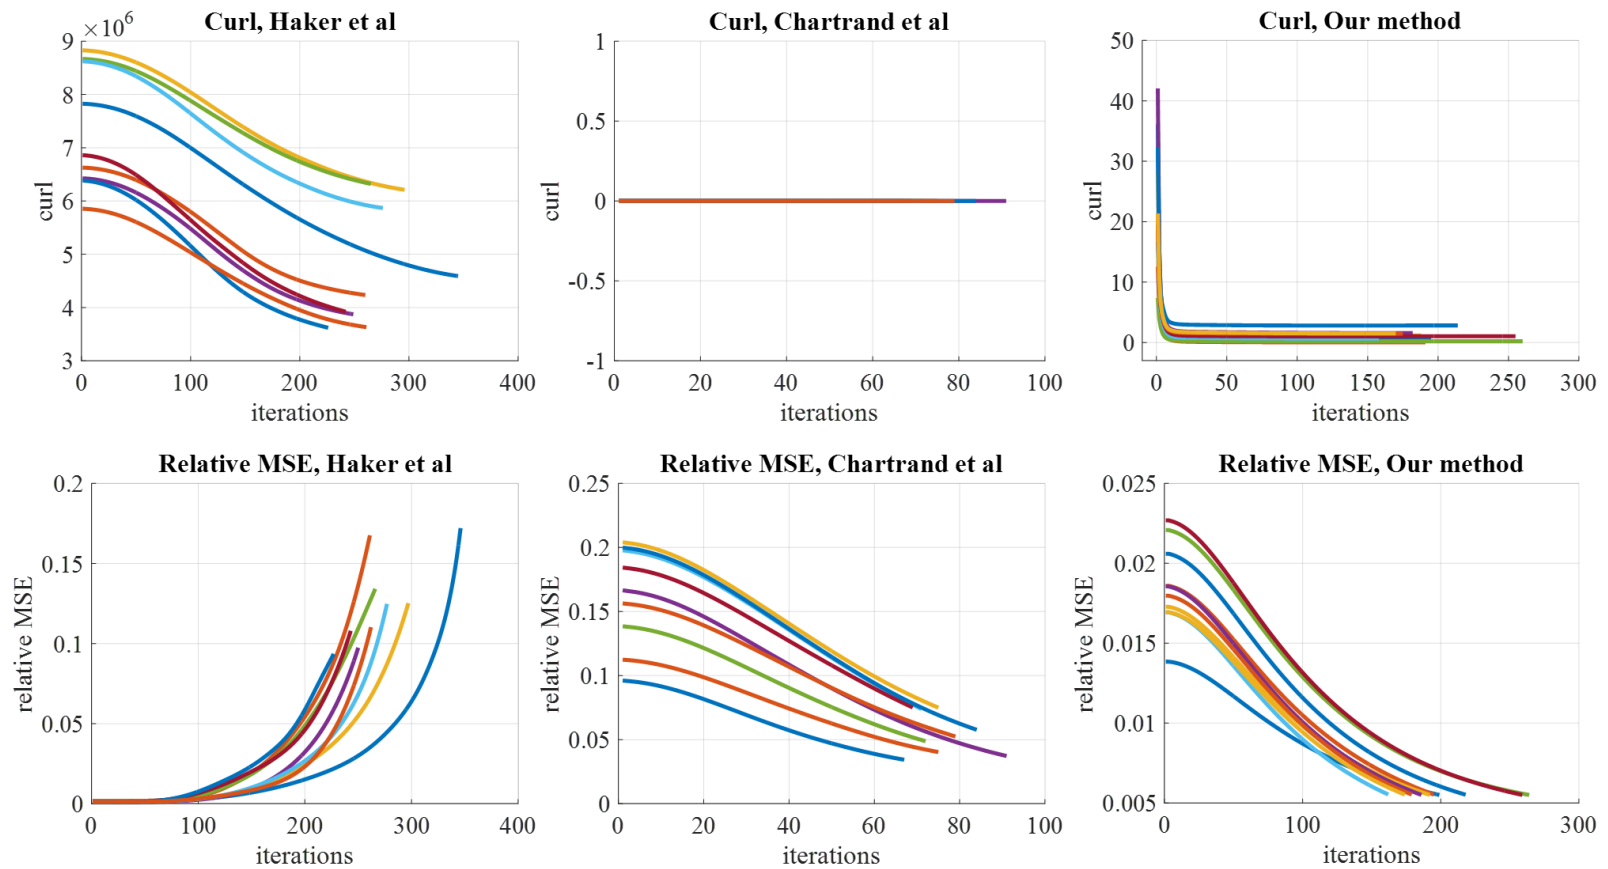 Curl, Haker et al
×10^6
9
8
7
6
5
4
3
curl
0 100 200 300 400
iterations
Curl, Chartrand et al
1
0.5
0
-0.5
-1
curl
0 20 40 60 80 100
iterations
Curl, Our method
50
40
30
20
10
0
curl
0 50 100 150 200 250 300
iterations
Relative MSE, Haker et al
0.2
0.15
0.1
0.05
0
relative MSE
0 100 200 300 400
iterations
Relative MSE, Chartrand et al
0.25
0.2
0.15
0.1
0.05
0
relative MSE
0 20 40 60 80 100
iterations
Relative MSE, Our method
0.025
0.02
0.015
0.01
0.005
relative MSE
0 100 200 300
iterations